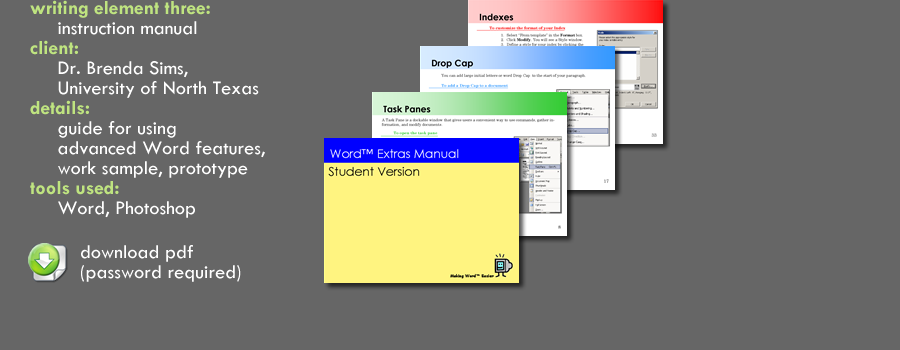 writing element three:
instruction manual
client:
Dr. Brenda Sims,
University of North Texas
details:
guide for using
advanced Word features,
work sample, prototype
tools used:
Word, Photoshop
download pdf
(password required)
Indexes
To customize the format of your Index
1. Select "From template" in the Format box.
2. Click Modify. You will see a Style window.
3. Define a style for your index by clicking the
33
Drop Cap
You can add large initial letters or word Drop Cap to the start of your paragraph.
To add a Drop Cap to a document
17
Task Panes
A Task Pane is a dockable window that gives users a convenient way to use commands, gather in-
formation, and modify documents.
To open the task pane
Word™ Extras Manual
Student Version
Making Word™ Easier